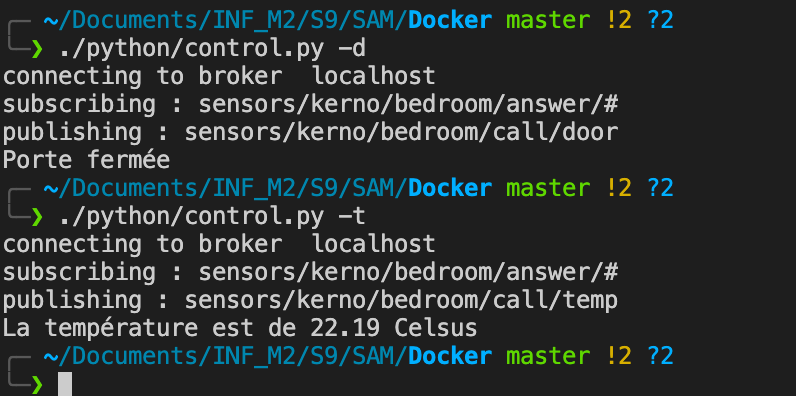 ~/Documents/INF_M2/S9/SAM/Docker master !2 ?2
❯ ./python/control.py -d
connecting to broker  localhost
subscribing : sensors/kerno/bedroom/answer/#
publishing : sensors/kerno/bedroom/call/door
Porte fermée
~/Documents/INF_M2/S9/SAM/Docker master !2 ?2
❯ ./python/control.py -t
connecting to broker  localhost
subscribing : sensors/kerno/bedroom/answer/#
publishing : sensors/kerno/bedroom/call/temp
La température est de 22.19 Celsus
~/Documents/INF_M2/S9/SAM/Docker master !2 ?2
❯